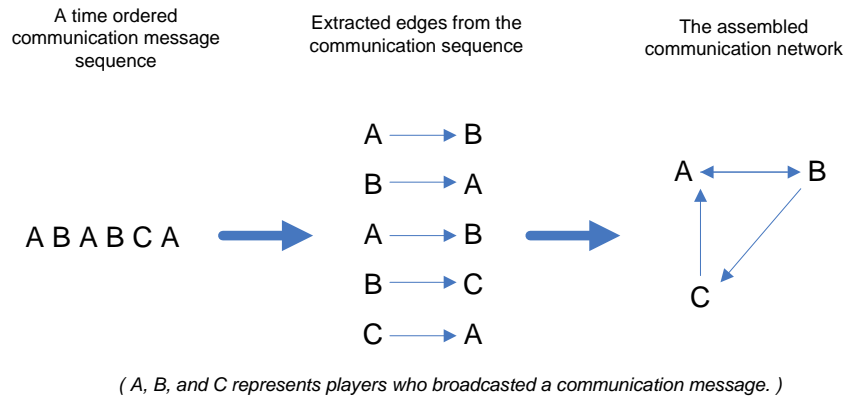 A time ordered
communication message
sequence
Extracted edges from the
communication sequence
The assembled
communication network
A B A B C A
A B
B A
A B
B C
C A
A B
C
( A, B, and C represents players who broadcasted a communication message. )